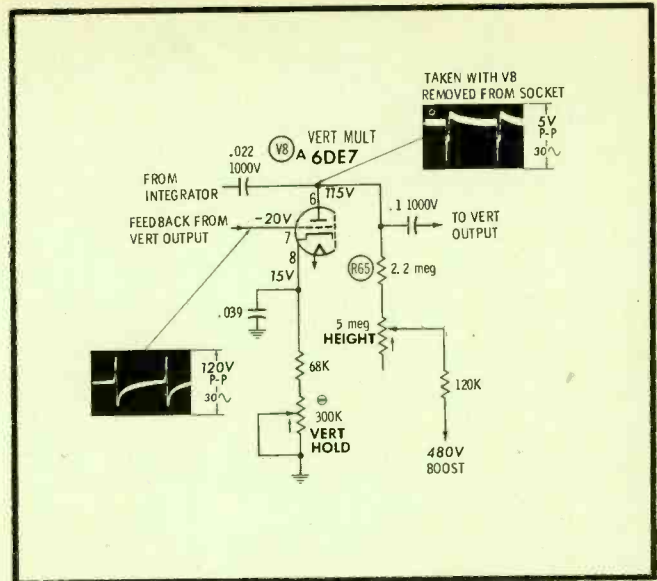 TAKEN WITH V8
REMOVED FROM SOCKET
5V
P-P
30∿
V8 A
VERT MULT
6DE7
.022
1000V
FROM
INTEGRATOR
6
115V
FEEDBACK FROM
VERT OUTPUT
-20V
7
.1 1000V
TO VERT
OUTPUT
8
15V
R65
2.2 meg
.039
5 meg
HEIGHT
120V
P-P
30∿
68K
120K
300K
VERT
HOLD
480V
BOOST